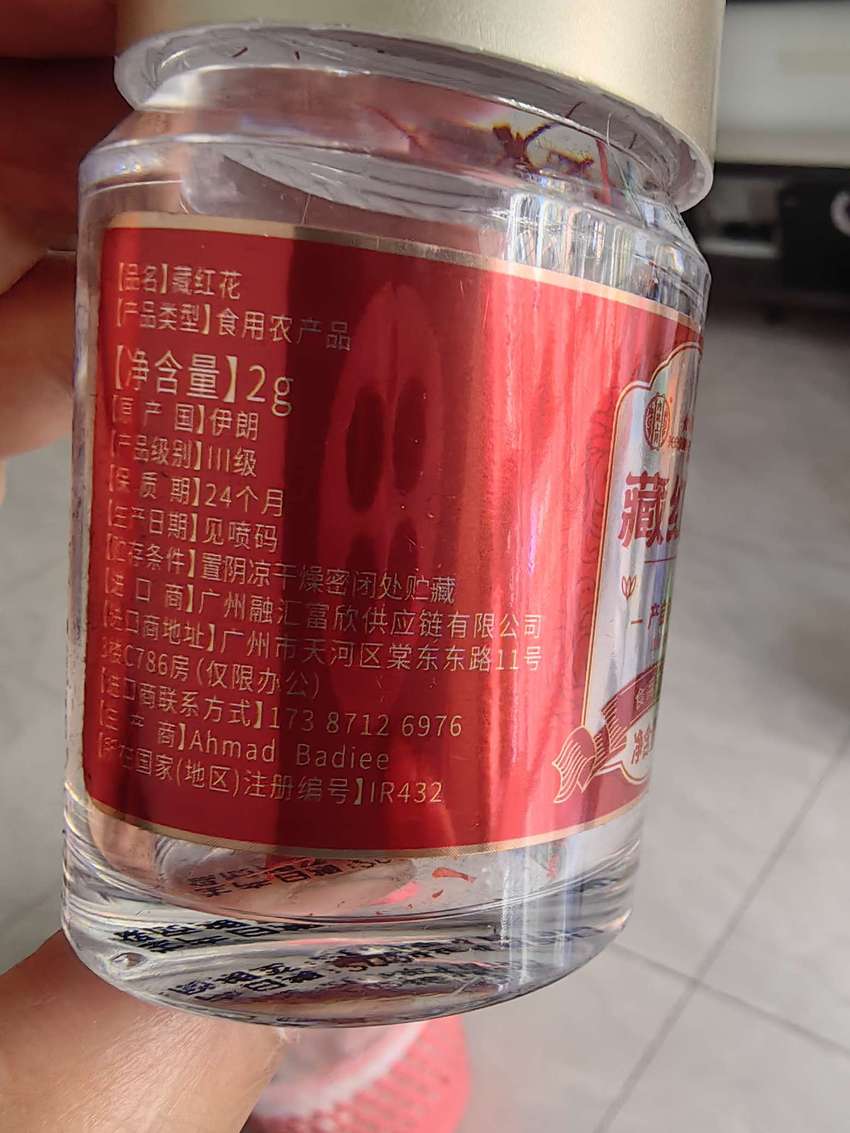 【品名】藏红花
【产品类型】食用农产品
【净含量】2g
【原产国】伊朗
【产品级别】III级
【保质期】24个月
【生产日期】见喷码
【贮存条件】置阴凉干燥密闭处贮藏
【进口商】广州融汇富欣供应链有限公司
【进口商地址】广州市天河区棠东东路11号
C786房(仅限办公)
【进口商联系方式】173 8712 6976
【生产商】Ahmad Badiee
【所在国家(地区)注册编号】IR432
藏红
净含